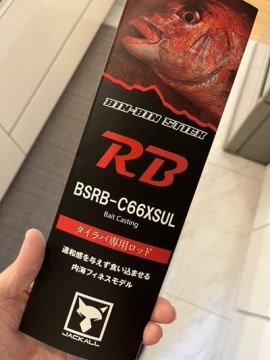 BIN-BIN STICK
RB
BSRB-C66XSUL
Bait Casting
タイラバ専用ロッド
違和感を与えず食い込ませる
内海フィネスモデル
JACKALL